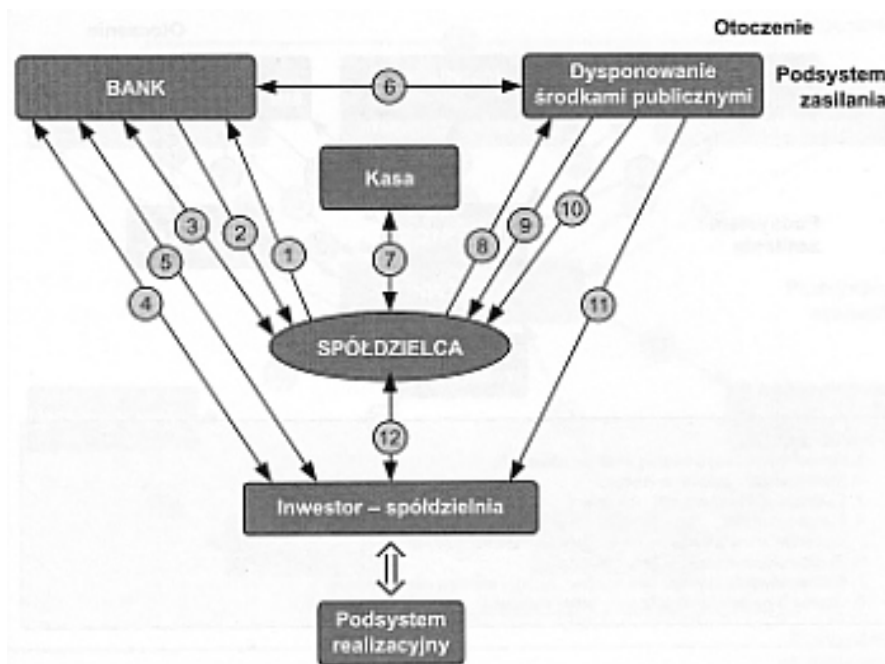 Otoczenie
BANK
6
Dysponowanie
środkami publicznymi
Podsystem
zasilania
Kasa
3
2
1
7
8
9
10
5
4
11
SPÓŁDZIELCA
12
Inwestor – spółdzielnia
Podsystem
realizacyjny